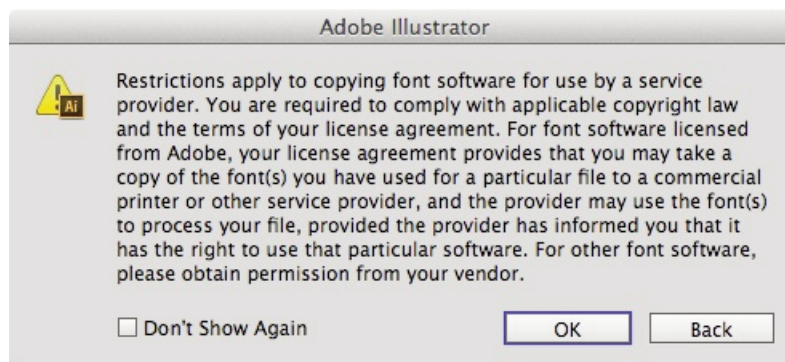 Adobe Illustrator
Restrictions apply to copying font software for use by a service
provider. You are required to comply with applicable copyright law
and the terms of your license agreement. For font software licensed
from Adobe, your license agreement provides that you may take a
copy of the font(s) you have used for a particular file to a commercial
printer or other service provider, and the provider may use the font(s)
to process your file, provided the provider has informed you that it
has the right to use that particular software. For other font software,
please obtain permission from your vendor.
Ai
Don't Show Again
OK
Back